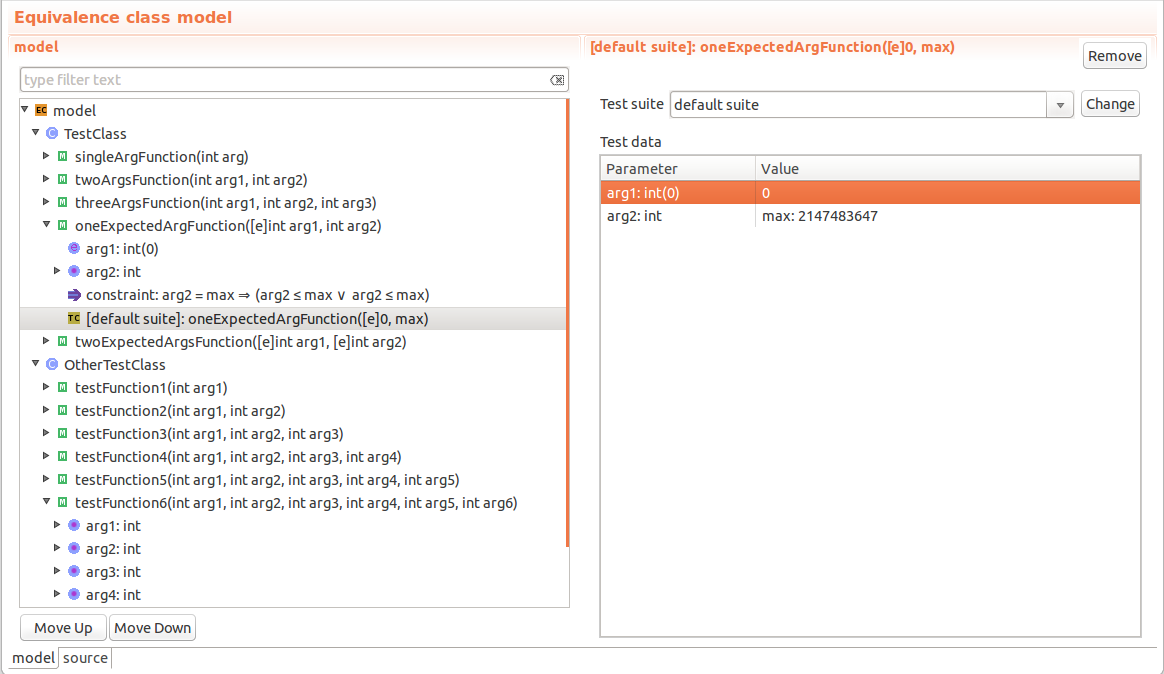 Equivalence class model
model
type filter text
EC model
C TestClass
M singleArgFunction(int arg)
M twoArgsFunction(int arg1, int arg2)
M threeArgsFunction(int arg1, int arg2, int arg3)
M oneExpectedArgFunction([e]int arg1, int arg2)
e arg1: int(0)
arg2: int
constraint: arg2 = max ⇒ (arg2 ≤ max ∨ arg2 ≤ max)
TC [default suite]: oneExpectedArgFunction([e]0, max)
M twoExpectedArgsFunction([e]int arg1, [e]int arg2)
C OtherTestClass
M testFunction1(int arg1)
M testFunction2(int arg1, int arg2)
M testFunction3(int arg1, int arg2, int arg3)
M testFunction4(int arg1, int arg2, int arg3, int arg4)
M testFunction5(int arg1, int arg2, int arg3, int arg4, int arg5)
M testFunction6(int arg1, int arg2, int arg3, int arg4, int arg5, int arg6)
arg1: int
arg2: int
arg3: int
arg4: int
Move Up Move Down
model source
[default suite]: oneExpectedArgFunction([e]0, max)
Remove
Test suite default suite Change
Test data
Parameter Value
arg1: int(0) 0
arg2: int max: 2147483647